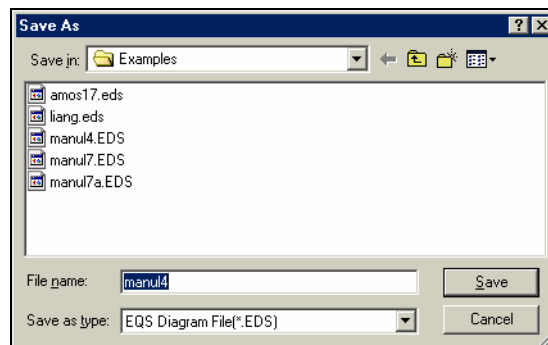 Save As
Save in: Examples
amos17.eds
liang.eds
manul4.EDS
manul7.EDS
manul7a.EDS
File name: manul4 Save
Save as type: EQS Diagram File(*.EDS) Cancel